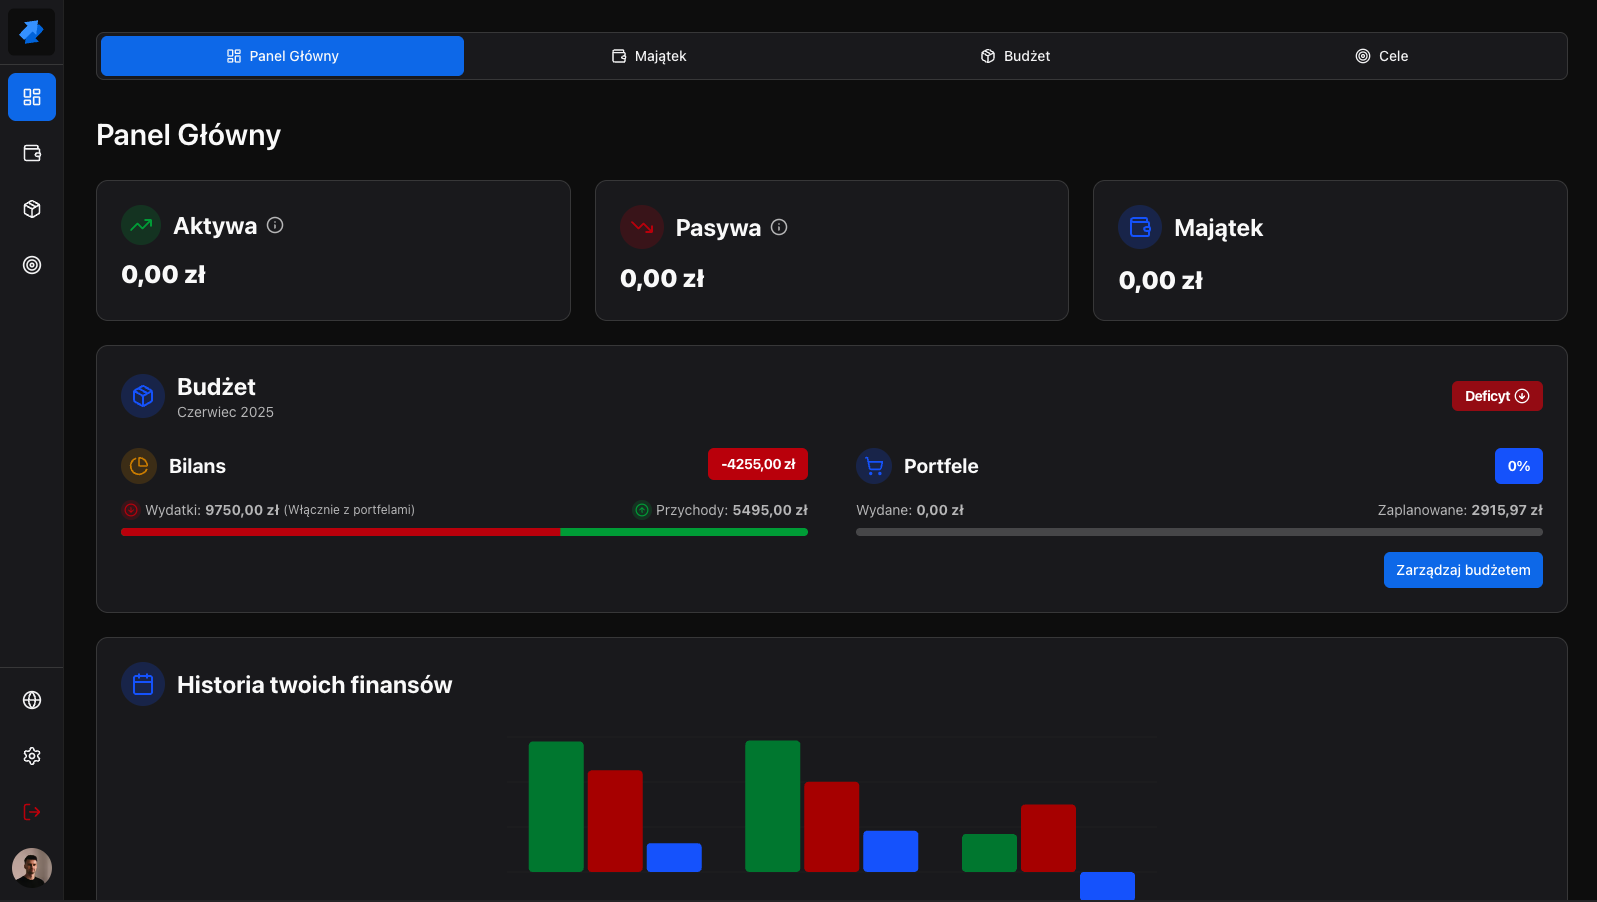 Panel Główny
Majątek
Budżet
Cele
Panel Główny
Aktywa
0,00 zł
Pasywa
0,00 zł
Majątek
0,00 zł
Budżet
Czerwiec 2025
Deficyt
Bilans
-4255,00 zł
Wydatki: 9750,00 zł (Włącznie z portfelami)
Przychody: 5495,00 zł
Portfele
0%
Wydane: 0,00 zł
Zaplanowane: 2915,97 zł
Zarządzaj budżetem
Historia twoich finansów